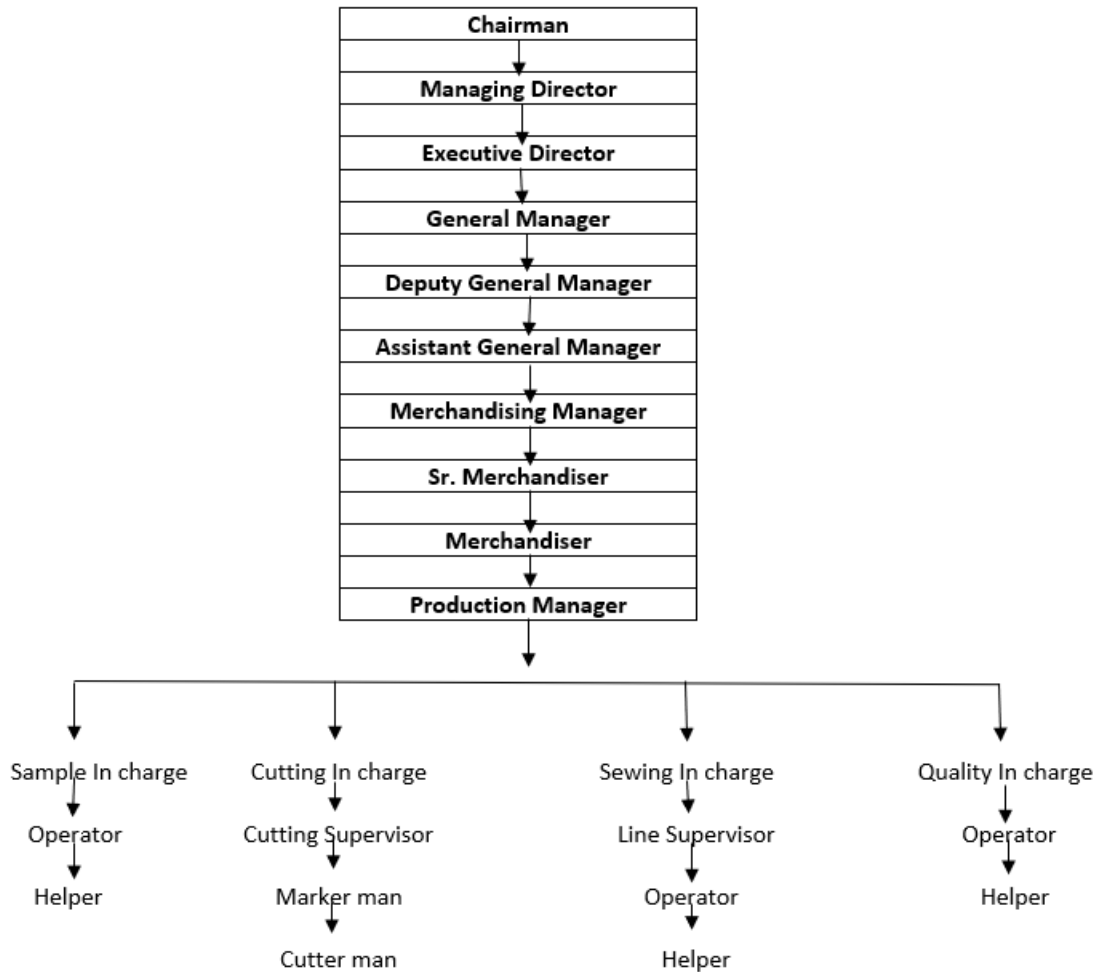 Chairman
Managing Director
Executive Director
General Manager
Deputy General Manager
Assistant General Manager
Merchandising Manager
Sr. Merchandiser
Merchandiser
Production Manager
Sample In charge Cutting In charge Sewing In charge Quality In charge
Operator Cutting Supervisor Line Supervisor Operator
Helper Marker man Operator Helper
Cutter man Helper